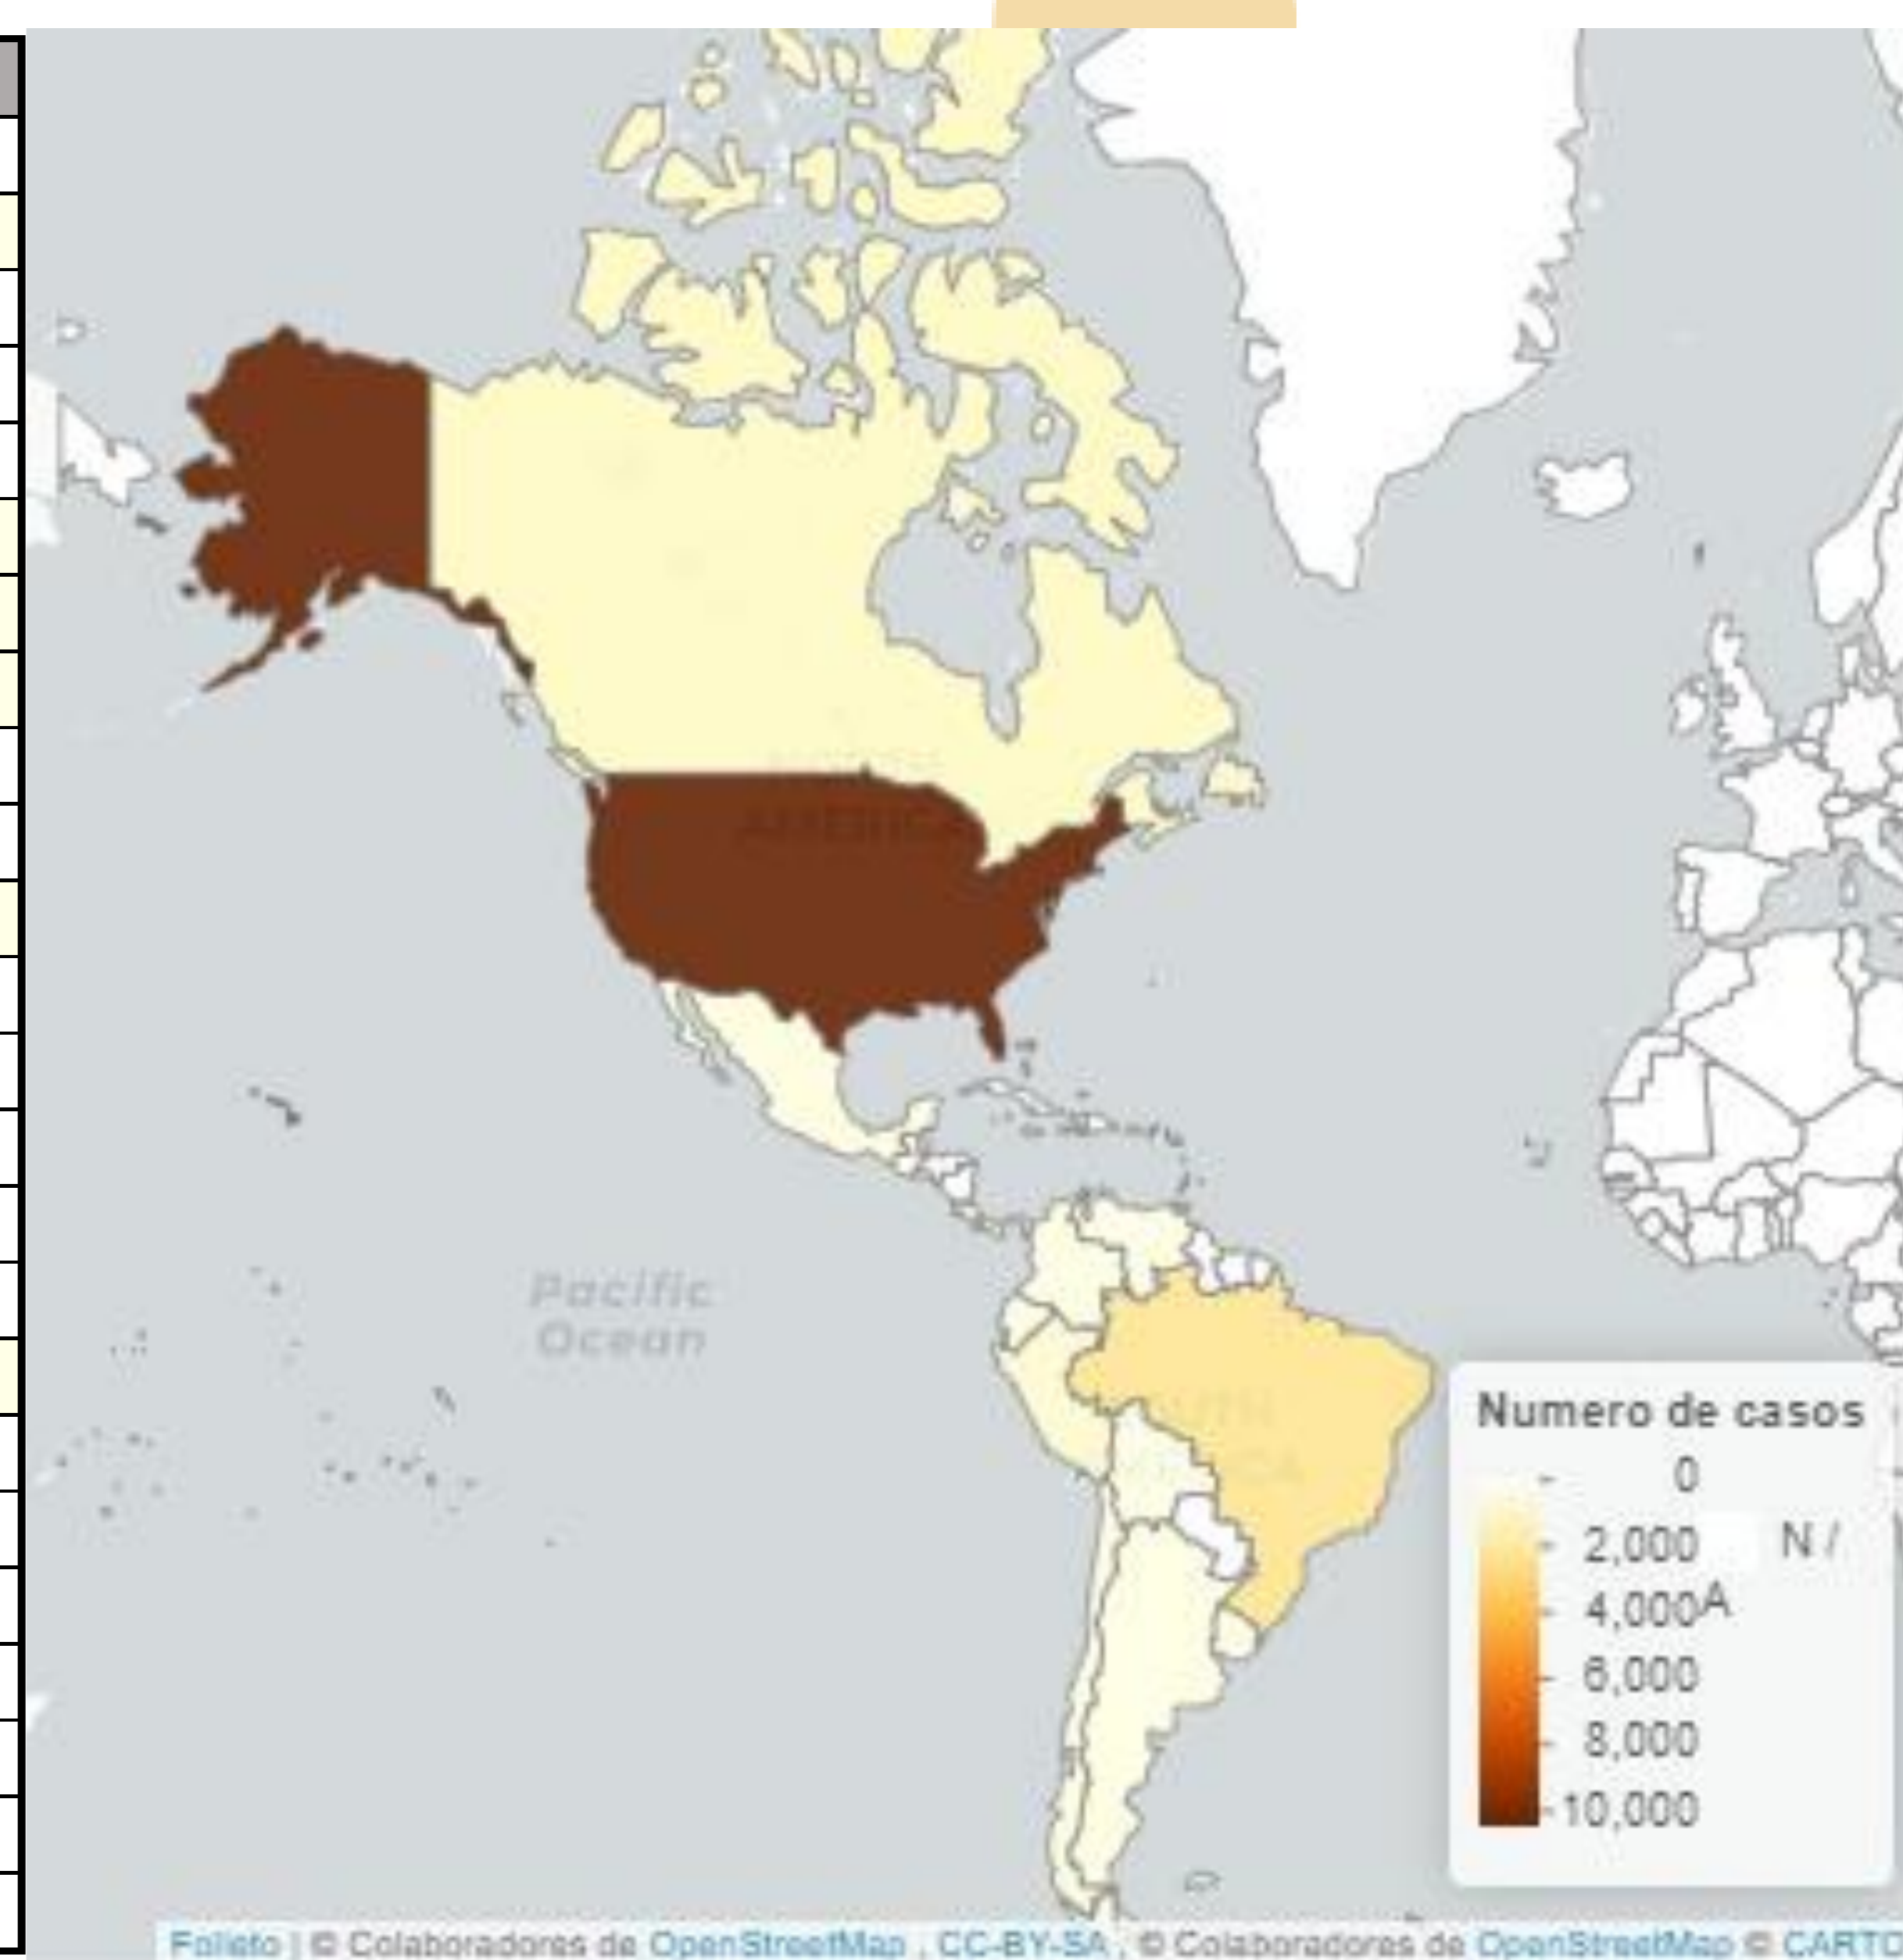 AMERICA
Pacific
Ocean
Numero de casos
0
2,000 N /
4,000A
6,000
8,000
10,000
Folleto | © Colaboradores de OpenStreetMap , CC-BY-SA , © Colaboradores de OpenStreetMap © CARTO